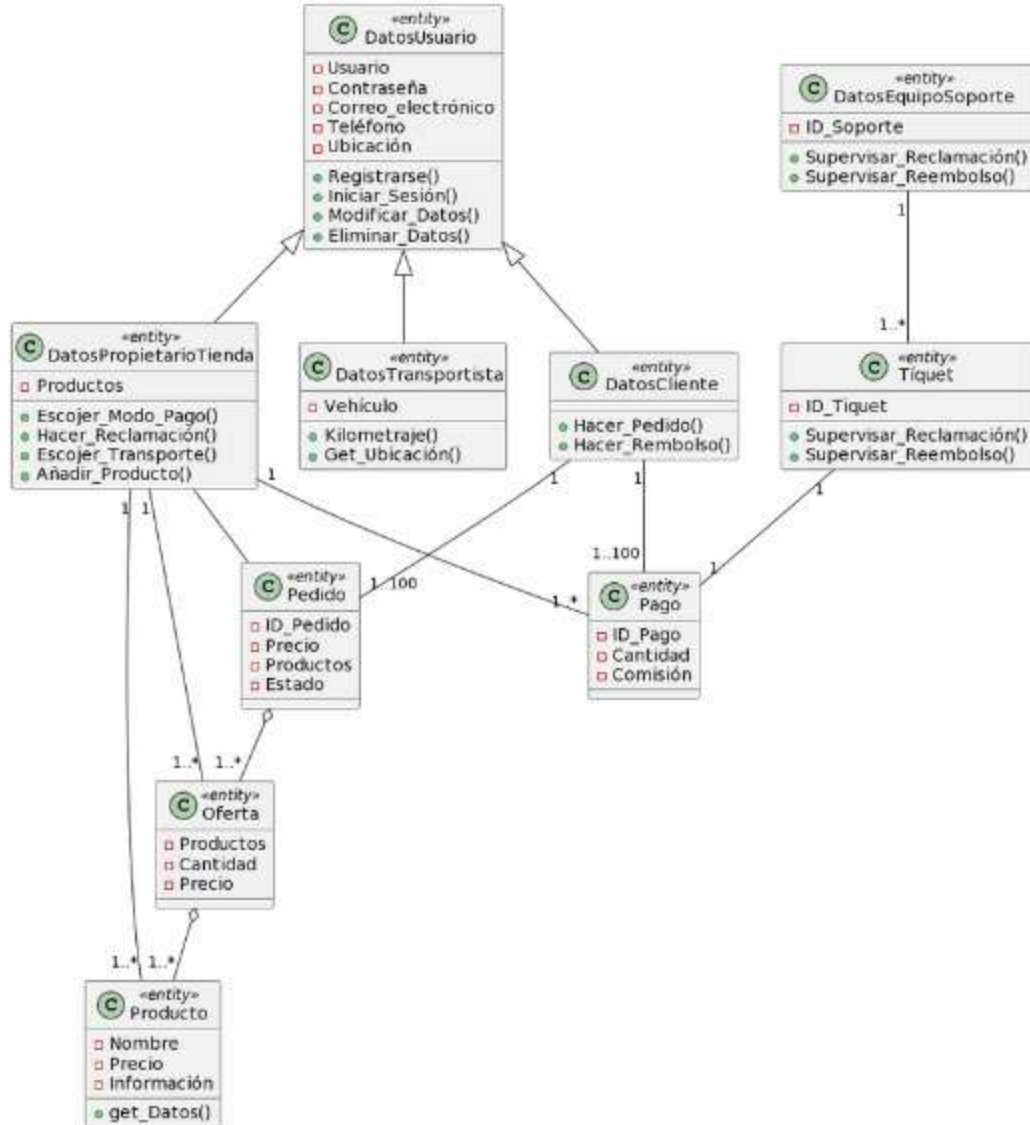 «entity»
C DatosUsuario
Usuario
Contraseña
Correo_electrónico
Teléfono
Ubicación
Registrarse()
Iniciar_Sesión()
Modificar_Datos()
Eliminar_Datos()
«entity»
C DatosEquipoSoporte
ID_Soporte
Supervisar_Reclamación()
Supervisar_Reembolso()
1
1..*
«entity»
C DatosPropietarioTienda
Productos
Escojer_Modo_Pago()
Hacer_Reclamación()
Escojer_Transporte()
Añadir_Producto()
«entity»
C DatosTransportista
Vehículo
Kilometraje()
Get_Ubicación()
«entity»
C DatosCliente
Hacer_Pedido()
Hacer_Rembolso()
«entity»
C Tíquet
ID_Tiquet
Supervisar_Reclamación()
Supervisar_Reembolso()
1
1
1
1
1
1
1..100
1..*
1..100
1
«entity»
C Pedido
ID_Pedido
Precio
Productos
Estado
«entity»
C Pago
ID_Pago
Cantidad
Comisión
1..*
1..*
«entity»
C Oferta
Productos
Cantidad
Precio
1..*
1..*
«entity»
C Producto
Nombre
Precio
Información
get_Datos()